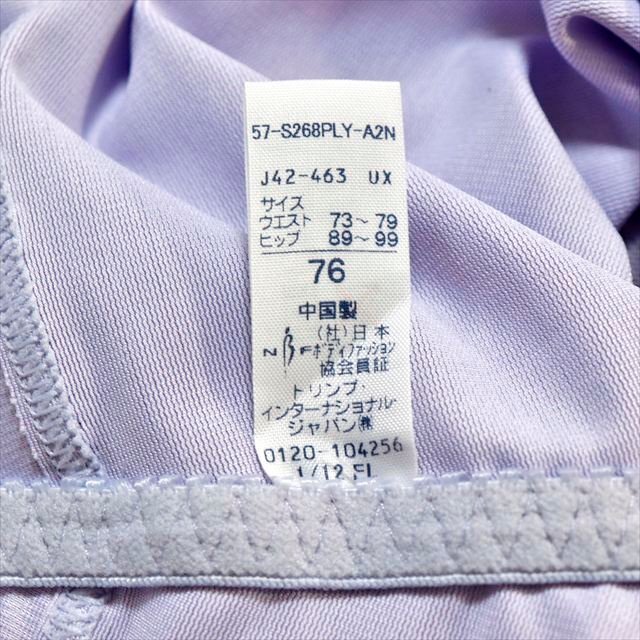 57-S268PLY-A2N
J42-463 UX
サイズ
ウエスト 73～79
ヒップ 89～99
76
中国製
(社)日本
NBFボディファッション
協会員証
トリンプ・
インターナショナル
ジャパン㈱
0120-104256